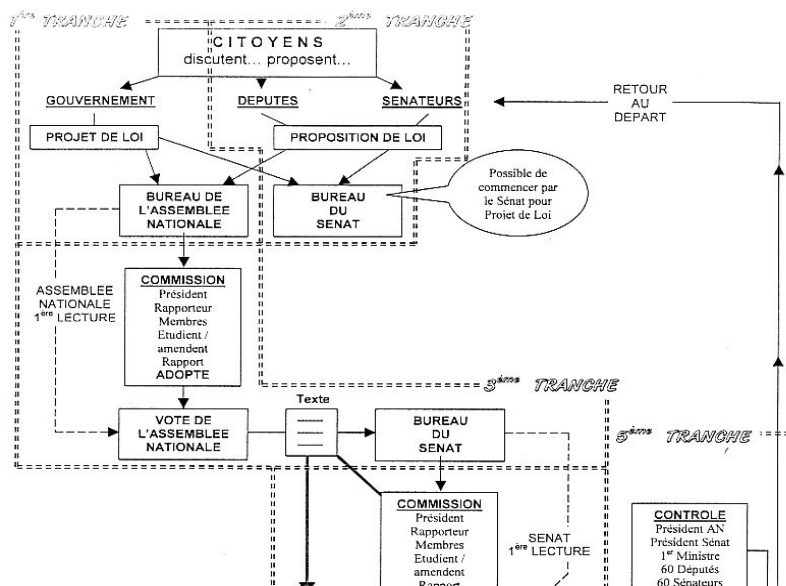 1ère TRANCHE
2ème TRANCHE
CITOYENS
discutent... proposent...
GOUVERNEMENT
DEPUTES
SENATEURS
RETOUR
AU
DEPART
PROJET DE LOI
PROPOSITION DE LOI
Possible de
commencer par
le Sénat pour
Projet de Loi
BUREAU DE
L'ASSEMBLEE
NATIONALE
BUREAU
DU
SENAT
ASSEMBLEE
NATIONALE
1ère LECTURE
COMMISSION
Président
Rapporteur
Membres
Etudient /
amendent
Rapport
ADOPTE
3ème TRANCHE
Texte
VOTE DE
L'ASSEMBLEE
NATIONALE
BUREAU
DU
SENAT
5ème TRANCHE
COMMISSION
Président
Rapporteur
Membres
Etudient /
amendent
Rapport
SENAT
1ère LECTURE
CONTROLE
Président AN
Président Sénat
1er Ministre
60 Députés
60 Sénateurs